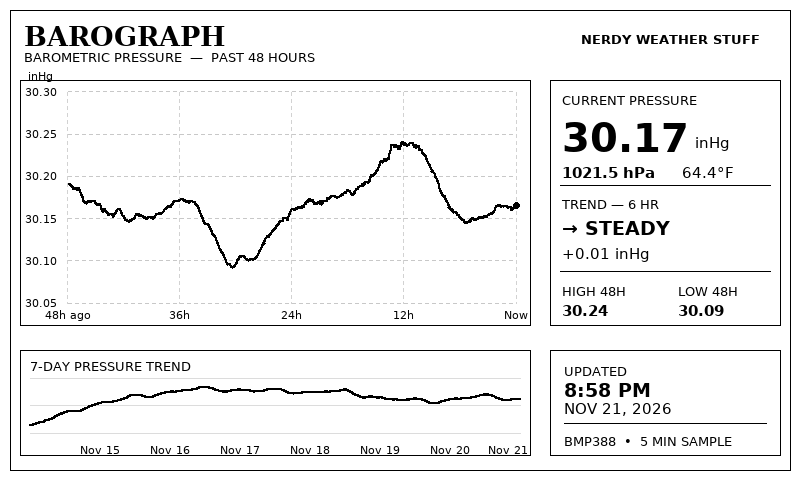 BAROGRAPH
BAROMETRIC PRESSURE — PAST 48 HOURS
NERDY WEATHER STUFF
inHg
30.30
30.25
30.20
30.15
30.10
30.05
48h ago 36h 24h 12h Now
CURRENT PRESSURE
30.17 inHg
1021.5 hPa 64.4°F
TREND — 6 HR
→ STEADY
+0.01 inHg
HIGH 48H LOW 48H
30.24 30.09
7-DAY PRESSURE TREND
Nov 15 Nov 16 Nov 17 Nov 18 Nov 19 Nov 20 Nov 21
UPDATED
8:58 PM
NOV 21, 2026
BMP388 • 5 MIN SAMPLE